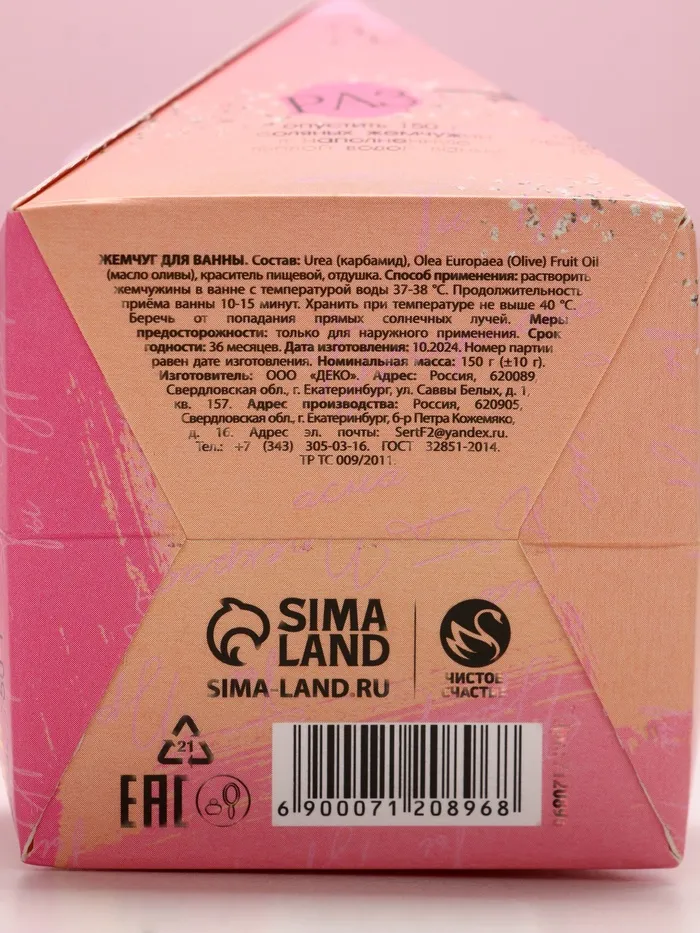 РАЗ
опустить 150 г
соляных жемчужин
ЖЕМЧУГ ДЛЯ ВАННЫ. Состав: Urea (карбамид), Olea Europaea (Olive) Fruit Oil
(масло оливы), краситель пищевой, отдушка. Способ применения: растворить
жемчужины в ванне с температурой воды 37-38 °C. Продолжительность
приёма ванны 10-15 минут. Хранить при температуре не выше 40 °C.
Беречь от попадания прямых солнечных лучей. Меры
предосторожности: только для наружного применения. Срок
годности: 36 месяцев. Дата изготовления: 10.2024. Номер партии
равен дате изготовления. Номинальная масса: 150 г (±10 г).
Изготовитель: ООО «ДЕКО». Адрес: Россия, 620089,
Свердловская обл., г. Екатеринбург, ул. Саввы Белых, д. 1,
кв. 157. Адрес производства: Россия, 620905,
Свердловская обл., г. Екатеринбург, б-р Петра Кожемяко,
д. 16. Адрес эл. почты: SertF2@yandex.ru.
Тел.: +7 (343) 305-03-16. ГОСТ 32851-2014.
ТР ТС 009/2011.
SIMA
LAND
SIMA-LAND.RU
ЧИСТОЕ
СЧАСТЬЕ
21
EAC
6 900071 208968